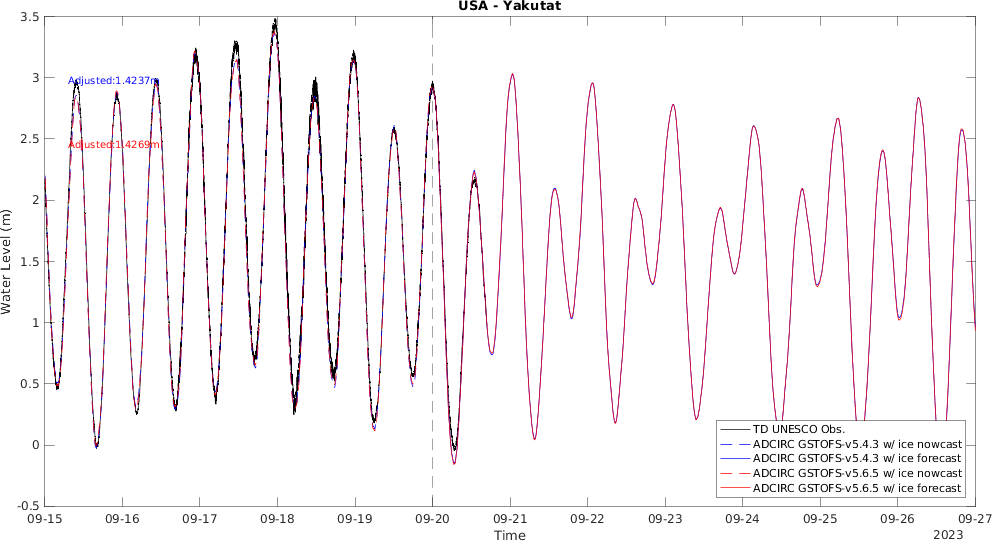 USA - Yakutat
3.5
3
2.5
2
1.5
1
0.5
0
-0.5
Water Level (m)
Adjusted:1.4237m
Adjusted:1.4269m
TD UNESCO Obs.
ADCIRC GSTOFS-v5.4.3 w/ ice nowcast
ADCIRC GSTOFS-v5.4.3 w/ ice forecast
ADCIRC GSTOFS-v5.6.5 w/ ice nowcast
ADCIRC GSTOFS-v5.6.5 w/ ice forecast
09-15 09-16 09-17 09-18 09-19 09-20 09-21 09-22 09-23 09-24 09-25 09-26 09-27
Time
2023